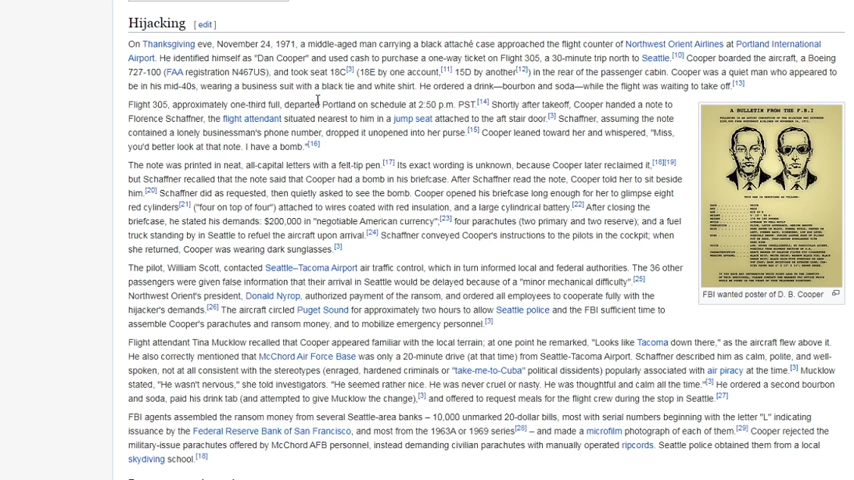 Hijacking [ edit ]
On Thanksgiving eve, November 24, 1971, a middle-aged man carrying a black attaché case approached the flight counter of Northwest Orient Airlines at Portland International
Airport. He identified himself as "Dan Cooper" and used cash to purchase a one-way ticket on Flight 305, a 30-minute trip north to Seattle.[10] Cooper boarded the aircraft, a Boeing
727-100 (FAA registration N467US), and took seat 18C[3] (18E by one account,[11] 15D by another[12]) in the rear of the passenger cabin. Cooper was a quiet man who appeared to
be in his mid-40s, wearing a business suit with a black tie and white shirt. He ordered a drink—bourbon and soda—while the flight was waiting to take off.[13]
Flight 305, approximately one-third full, departed Portland on schedule at 2:50 p.m. PST.[14] Shortly after takeoff, Cooper handed a note to
Florence Schaffner, the flight attendant situated nearest to him in a jump seat attached to the aft stair door.[3] Schaffner, assuming the note
contained a lonely businessman's phone number, dropped it unopened into her purse.[15] Cooper leaned toward her and whispered, "Miss,
you'd better look at that note. I have a bomb."[16]
The note was printed in neat, all-capital letters with a felt-tip pen.[17] Its exact wording is unknown, because Cooper later reclaimed it,[18][19]
but Schaffner recalled that the note said that Cooper had a bomb in his briefcase. After Schaffner read the note, Cooper told her to sit beside
him.[20] Schaffner did as requested, then quietly asked to see the bomb. Cooper opened his briefcase long enough for her to glimpse eight
red cylinders[21] ("four on top of four") attached to wires coated with red insulation, and a large cylindrical battery.[22] After closing the
briefcase, he stated his demands: $200,000 in "negotiable American currency";[23] four parachutes (two primary and two reserve); and a fuel
truck standing by in Seattle to refuel the aircraft upon arrival.[24] Schaffner conveyed Cooper's instructions to the pilots in the cockpit; when
she returned, Cooper was wearing dark sunglasses.[3]
The pilot, William Scott, contacted Seattle–Tacoma Airport air traffic control, which in turn informed local and federal authorities. The 36 other
passengers were given false information that their arrival in Seattle would be delayed because of a "minor mechanical difficulty".[25]
Northwest Orient's president, Donald Nyrop, authorized payment of the ransom, and ordered all employees to cooperate fully with the
hijacker's demands.[26] The aircraft circled Puget Sound for approximately two hours to allow Seattle police and the FBI sufficient time to
assemble Cooper's parachutes and ransom money, and to mobilize emergency personnel.[3]
A BULLETIN FROM THE F.B.I
FBI wanted poster of D. B. Cooper
Flight attendant Tina Mucklow recalled that Cooper appeared familiar with the local terrain; at one point he remarked, "Looks like Tacoma down there," as the aircraft flew above it.
He also correctly mentioned that McChord Air Force Base was only a 20-minute drive (at that time) from Seattle-Tacoma Airport. Schaffner described him as calm, polite, and well-
spoken, not at all consistent with the stereotypes (enraged, hardened criminals or "take-me-to-Cuba" political dissidents) popularly associated with air piracy at the time.[3] Mucklow
stated, "He wasn't nervous," she told investigators. "He seemed rather nice. He was never cruel or nasty. He was thoughtful and calm all the time."[3] He ordered a second bourbon
and soda, paid his drink tab (and attempted to give Mucklow the change),[3] and offered to request meals for the flight crew during the stop in Seattle.[27]
FBI agents assembled the ransom money from several Seattle-area banks – 10,000 unmarked 20-dollar bills, most with serial numbers beginning with the letter "L" indicating
issuance by the Federal Reserve Bank of San Francisco, and most from the 1963A or 1969 series[28] – and made a microfilm photograph of each of them.[29] Cooper rejected the
military-issue parachutes offered by McChord AFB personnel, instead demanding civilian parachutes with manually operated ripcords. Seattle police obtained them from a local
skydiving school.[18]